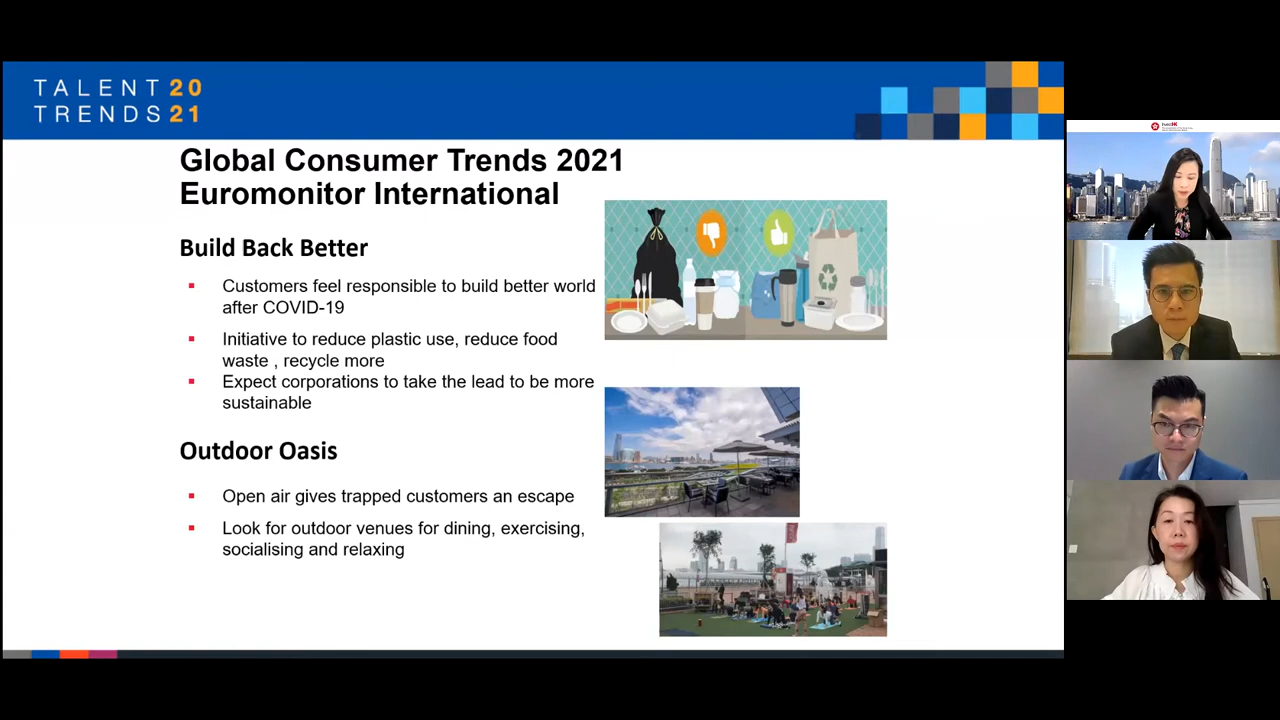 TALENT 20
TRENDS 21
Global Consumer Trends 2021
Euromonitor International
Build Back Better
Customers feel responsible to build better world
after COVID-19
Initiative to reduce plastic use, reduce food
waste , recycle more
Expect corporations to take the lead to be more
sustainable
Outdoor Oasis
Open air gives trapped customers an escape
Look for outdoor venues for dining, exercising,
socialising and relaxing